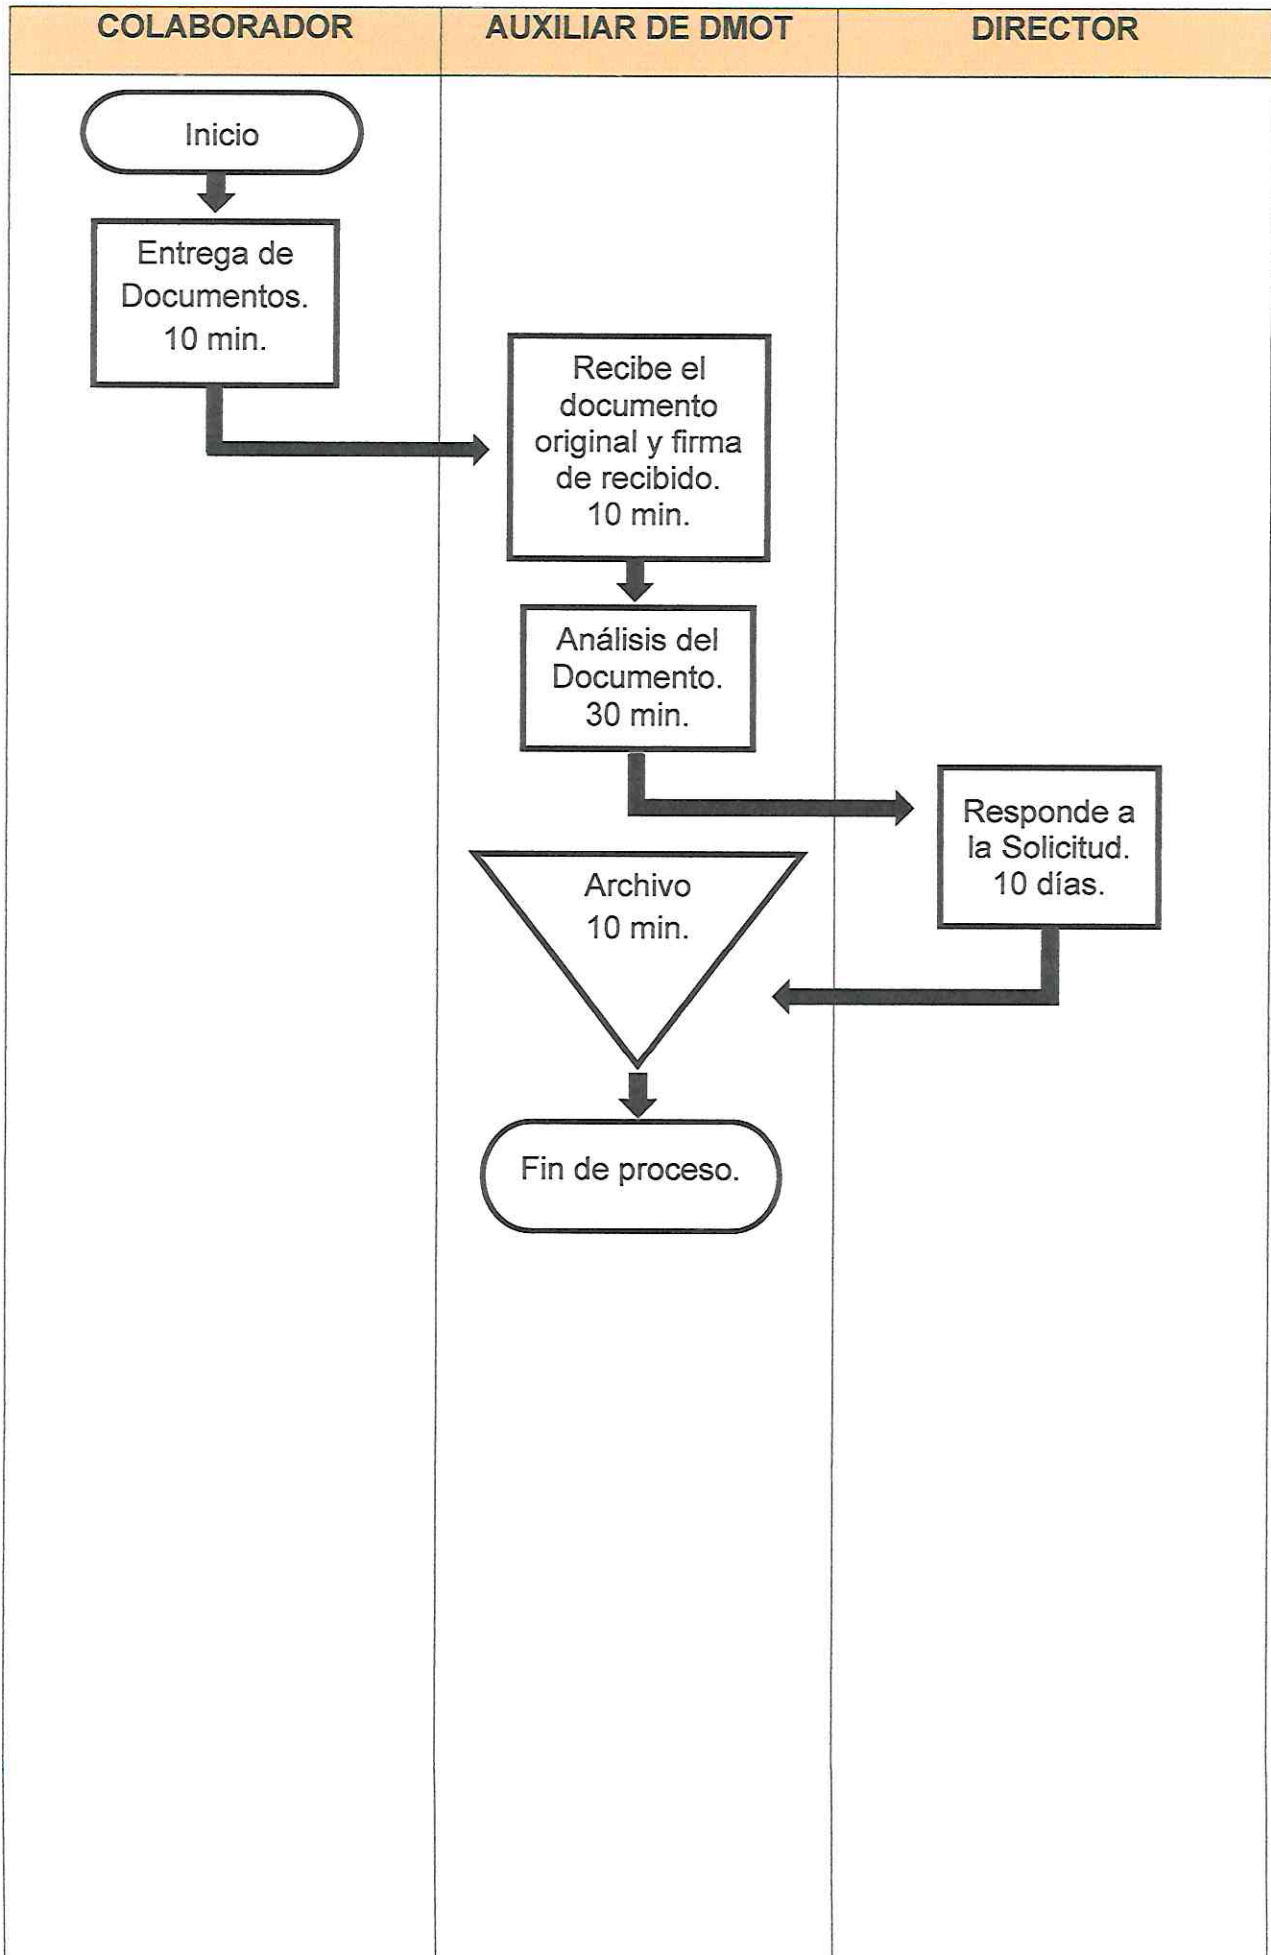 COLABORADOR
AUXILIAR DE DMOT
DIRECTOR
Inicio
Entrega de
Documentos.
10 min.
Recibe el
documento
original y firma
de recibido.
10 min.
Análisis del
Documento.
30 min.
Responde a
la Solicitud.
10 días.
Archivo
10 min.
Fin de proceso.